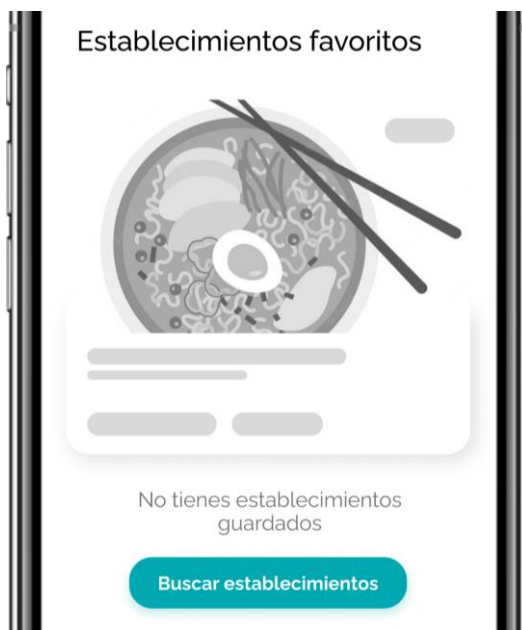 Establecimientos favoritos
No tienes establecimientos
guardados
Buscar establecimientos